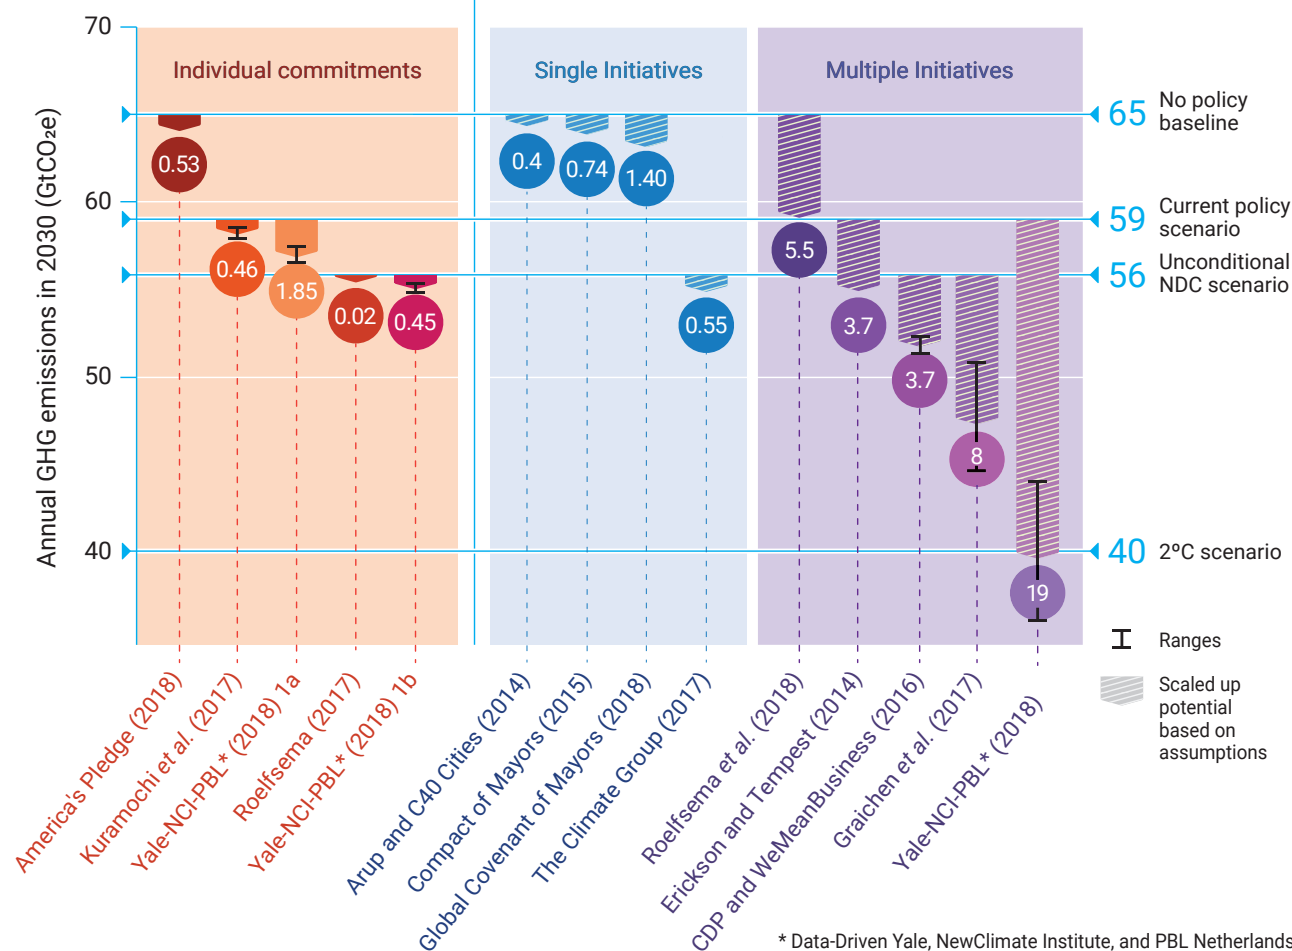 Annual GHG emissions in 2030 (GtCO₂e)
70
60
50
40
Individual commitments
Single Initiatives
Multiple Initiatives
65 No policy
baseline
59 Current policy
scenario
56 Unconditional
NDC scenario
40 2ºC scenario
0.53
0.46
1.85
0.02
0.45
0.4
0.74
1.40
0.55
5.5
3.7
3.7
8
19
Ranges
Scaled up
potential
based on
assumptions
America's Pledge (2018)
Kuramochi et al. (2017)
Yale-NCI-PBL* (2018) 1a
Roelfsema (2017)
Yale-NCI-PBL* (2018) 1b
Arup and C40 Cities (2014)
Compact of Mayors (2015)
Global Covenant of Mayors (2018)
The Climate Group (2017)
Roelfsema et al. (2018)
Erickson and Tempest (2014)
CDP and WeMeanBusiness (2016)
Graichen et al. (2017)
Yale-NCI-PBL* (2018)
* Data-Driven Yale, NewClimate Institute, and PBL Netherlands